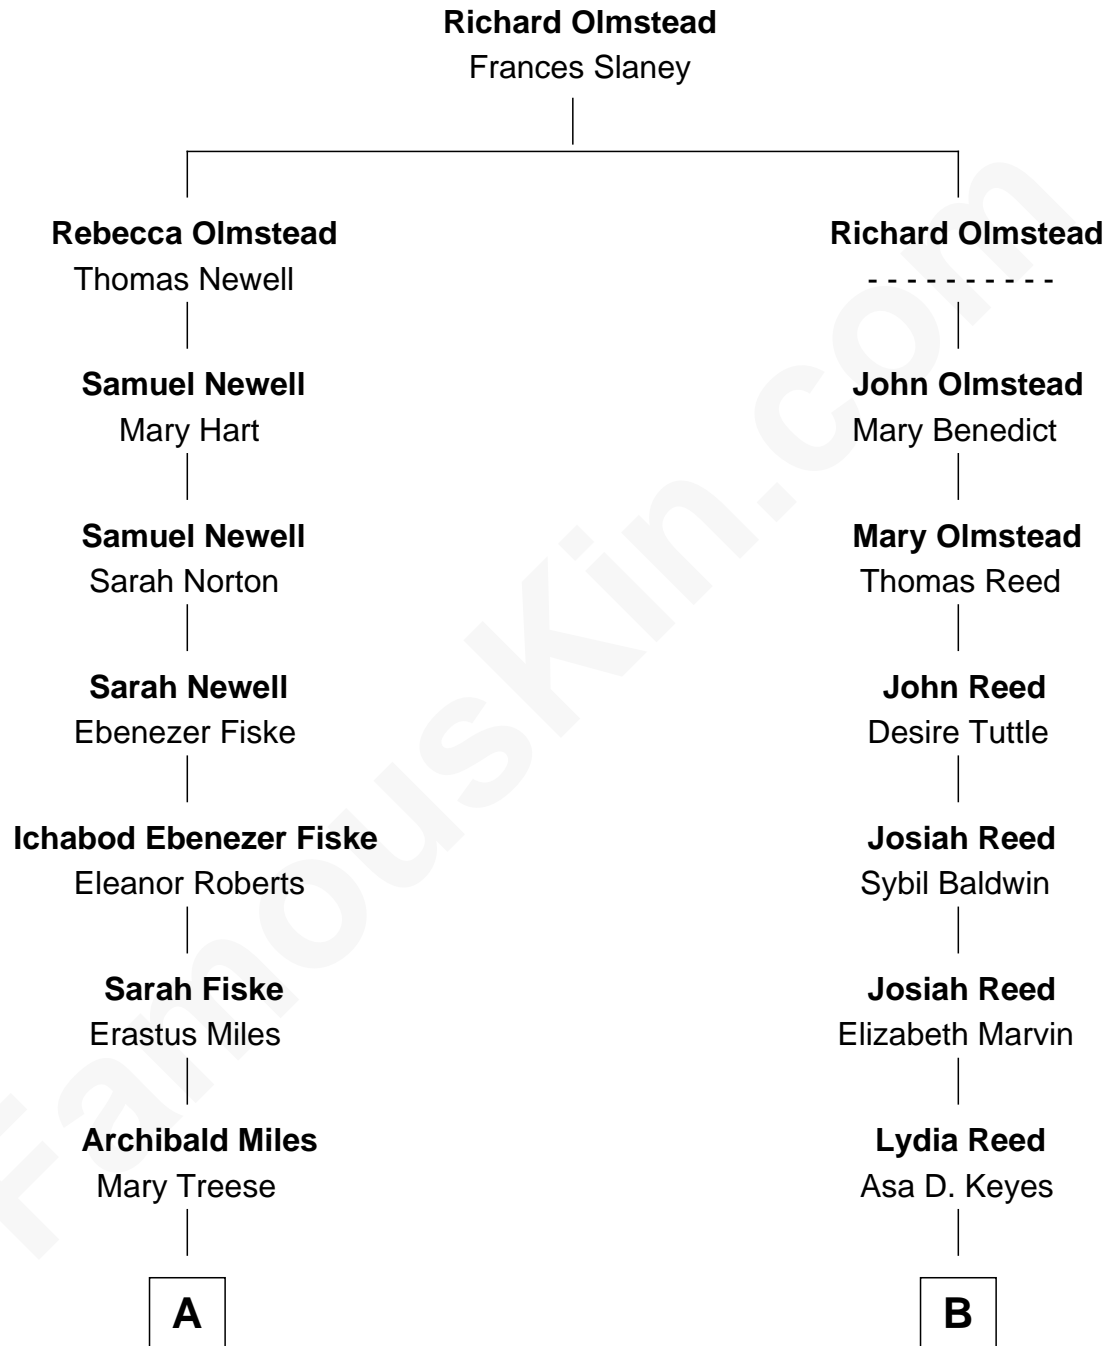 Richard Olmstead
Frances Slaney
Rebecca Olmstead
Thomas Newell
Samuel Newell
Mary Hart
Samuel Newell
Sarah Norton
Sarah Newell
Ebenezer Fiske
Ichabod Ebenezer Fiske
Eleanor Roberts
Sarah Fiske
Erastus Miles
Archibald Miles
Mary Treese
A
Richard Olmstead
- - - - - - - - - -
John Olmstead
Mary Benedict
Mary Olmstead
Thomas Reed
John Reed
Desire Tuttle
Josiah Reed
Sybil Baldwin
Josiah Reed
Elizabeth Marvin
Lydia Reed
Asa D. Keyes
B
FamousKin.com